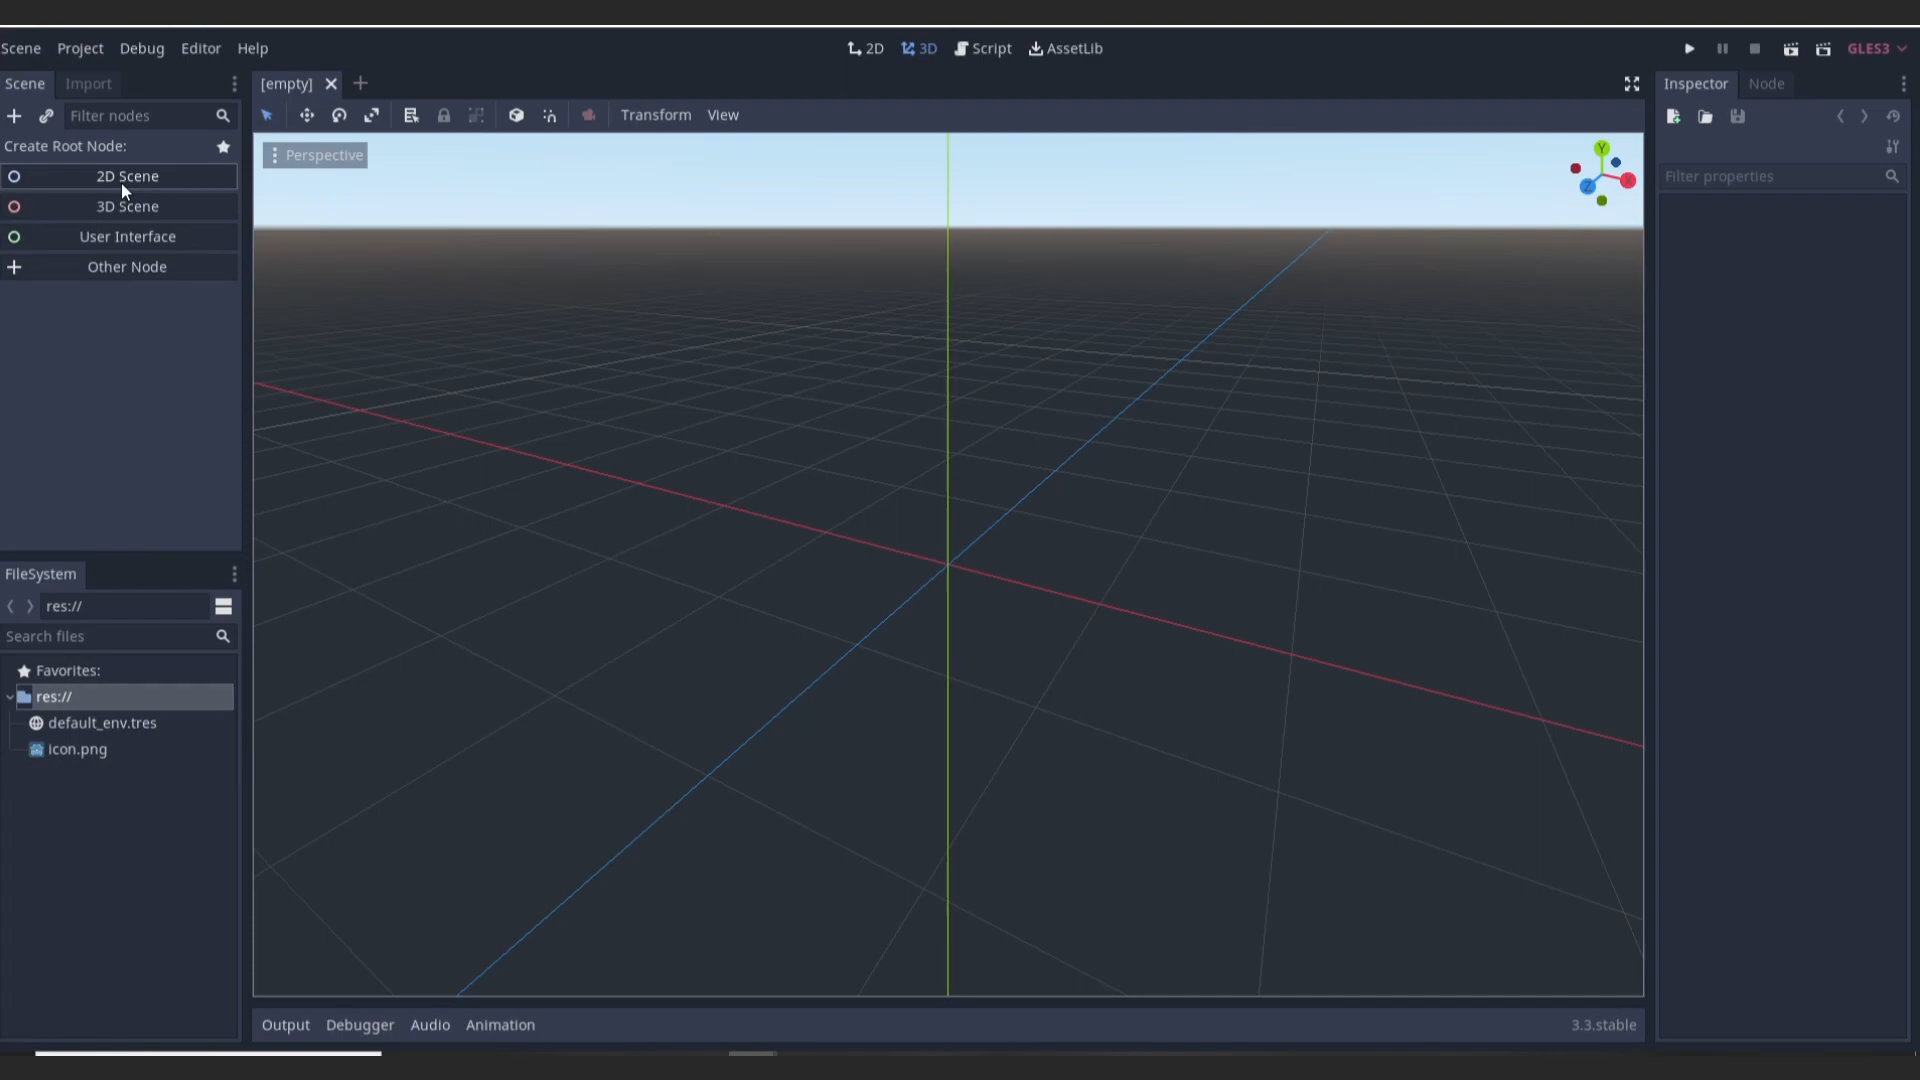 Scene Project Debug Editor Help
2D 3D Script AssetLib
GLES3
Scene Import
[empty]
Inspector Node
Filter nodes
Transform View
Create Root Node:
Perspective
Y
X
Z
2D Scene
Filter properties
3D Scene
User Interface
Other Node
FileSystem
res://
Search files
Favorites:
res://
default_env.tres
icon.png
Output Debugger Audio Animation
3.3.stable